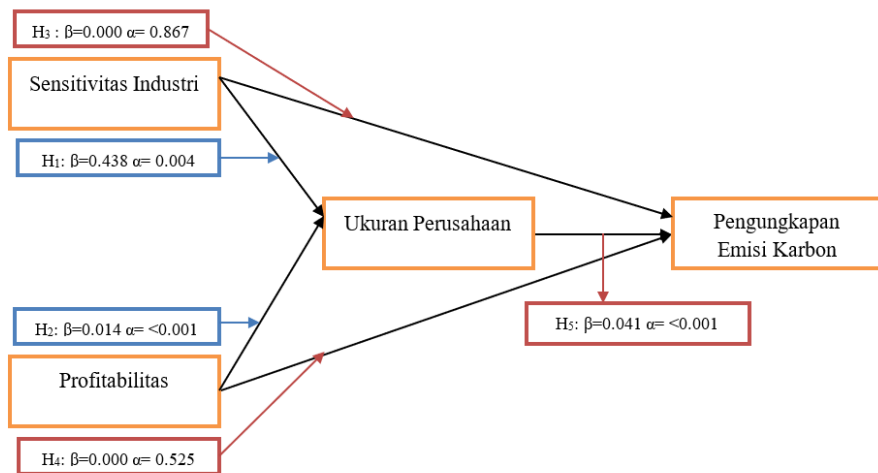 H₃ : β=0.000 α= 0.867
Sensitivitas Industri
H₁: β=0.438 α= 0.004
Ukuran Perusahaan
Pengungkapan
Emisi Karbon
H₂: β=0.014 α= <0.001
H₅: β=0.041 α= <0.001
Profitabilitas
H₄: β=0.000 α= 0.525